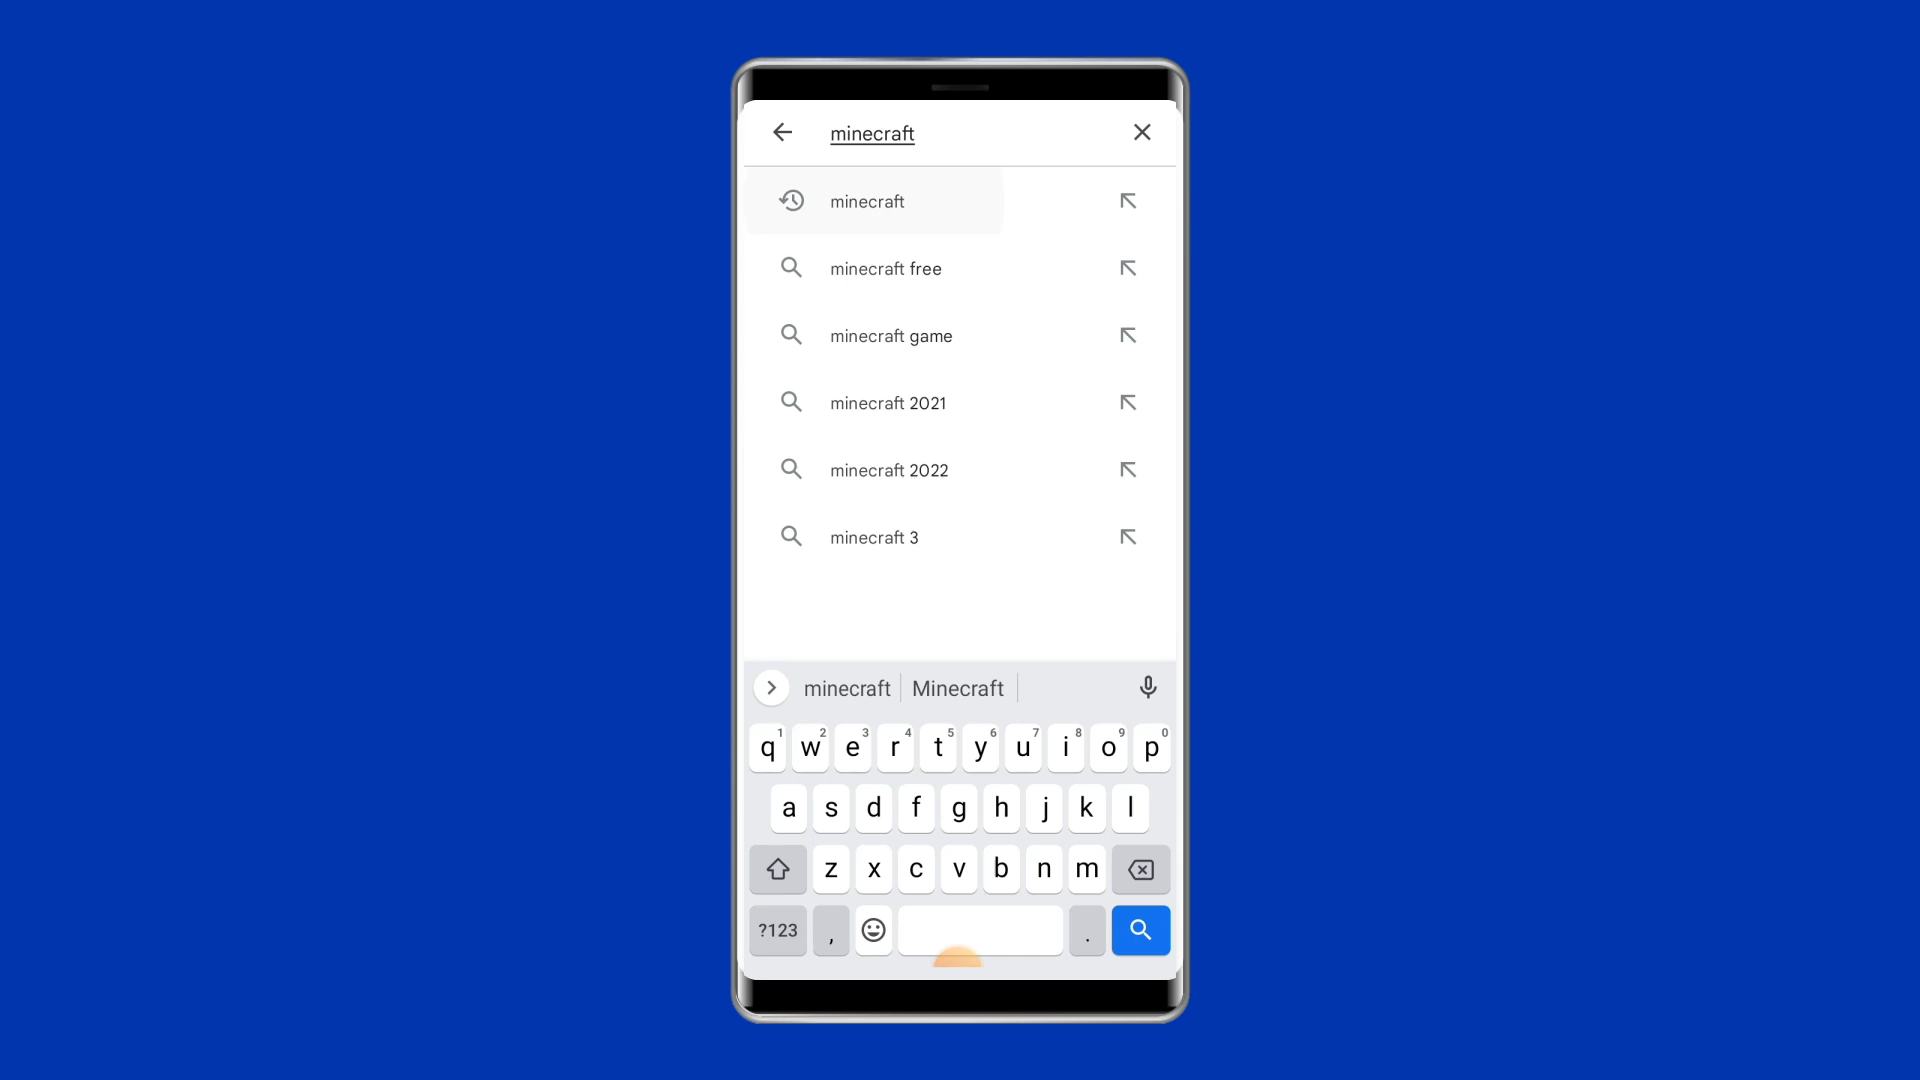 minecraft
minecraft
minecraft free
minecraft game
minecraft 2021
minecraft 2022
minecraft 3
minecraft Minecraft
q1 w2 e3 r4 t5 y6 u7 i8 o9 p0
a s d f g h j k l
z x c v b n m
?123 , .